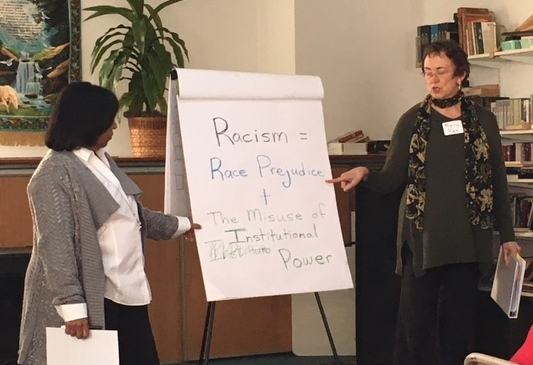 Racism =
Race Prejudice
+
The Misuse of
Institutional
Power